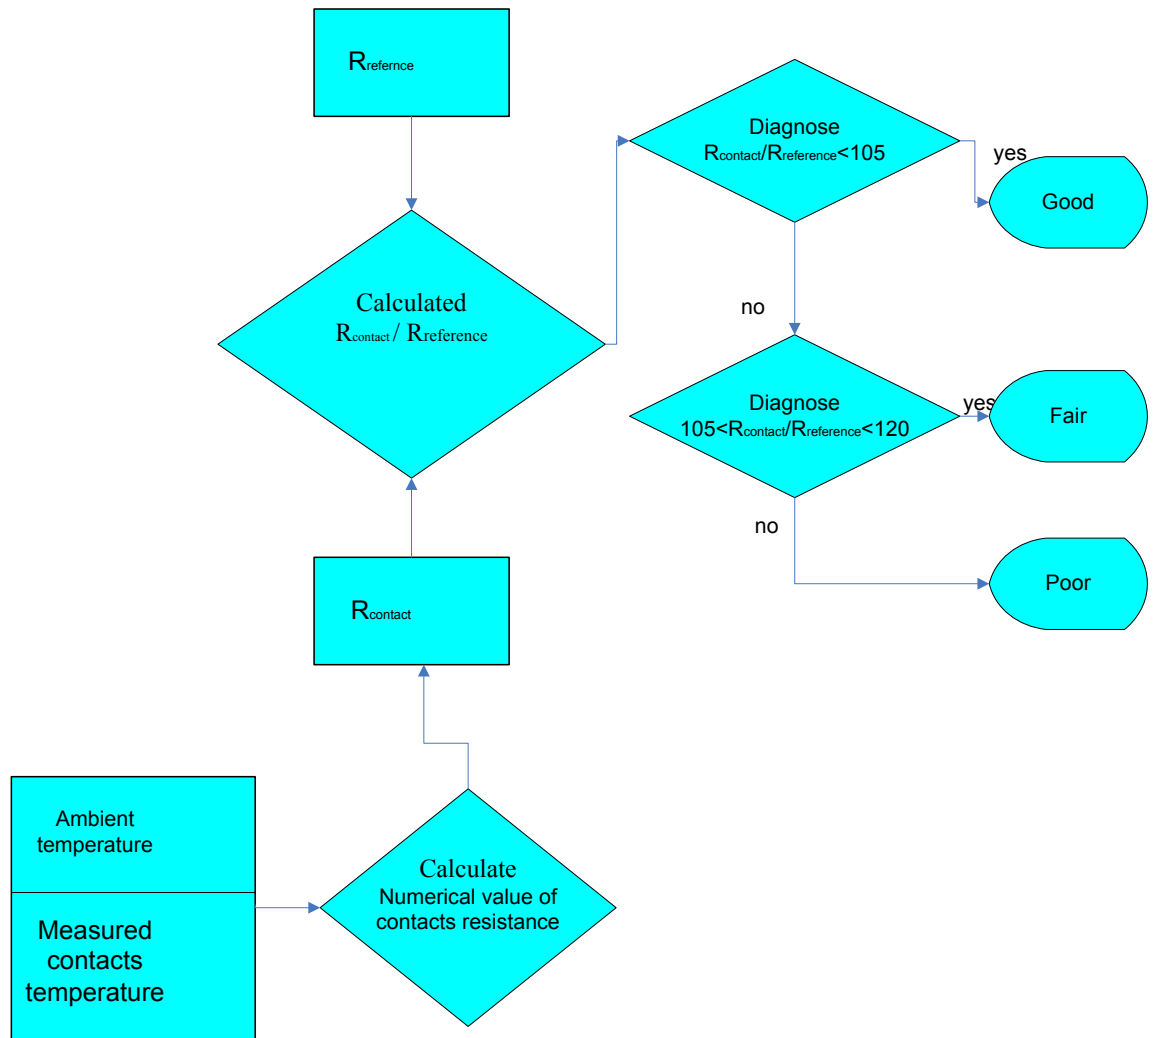 Rrefernce
Diagnose
Rcontact/Rreference<105
yes
Good
Calculated
Rcontact / Rreference
no
Diagnose
105<Rcontact/Rreference<120
yes
Fair
no
Poor
Rcontact
Ambient
temperature
Calculate
Numerical value of
contacts resistance
Measured
contacts
temperature